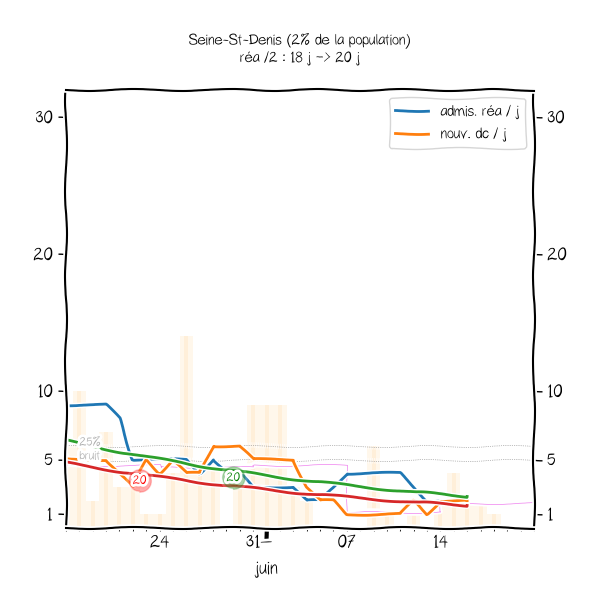 Seine-St-Denis (2% de la population)
réa /2 : 18 j -> 20 j
admis. réa / j
nouv. dc / j
30
30
20
20
10
10
25%
bruit
5
5
20
20
1
1
24
31
07
14
juin